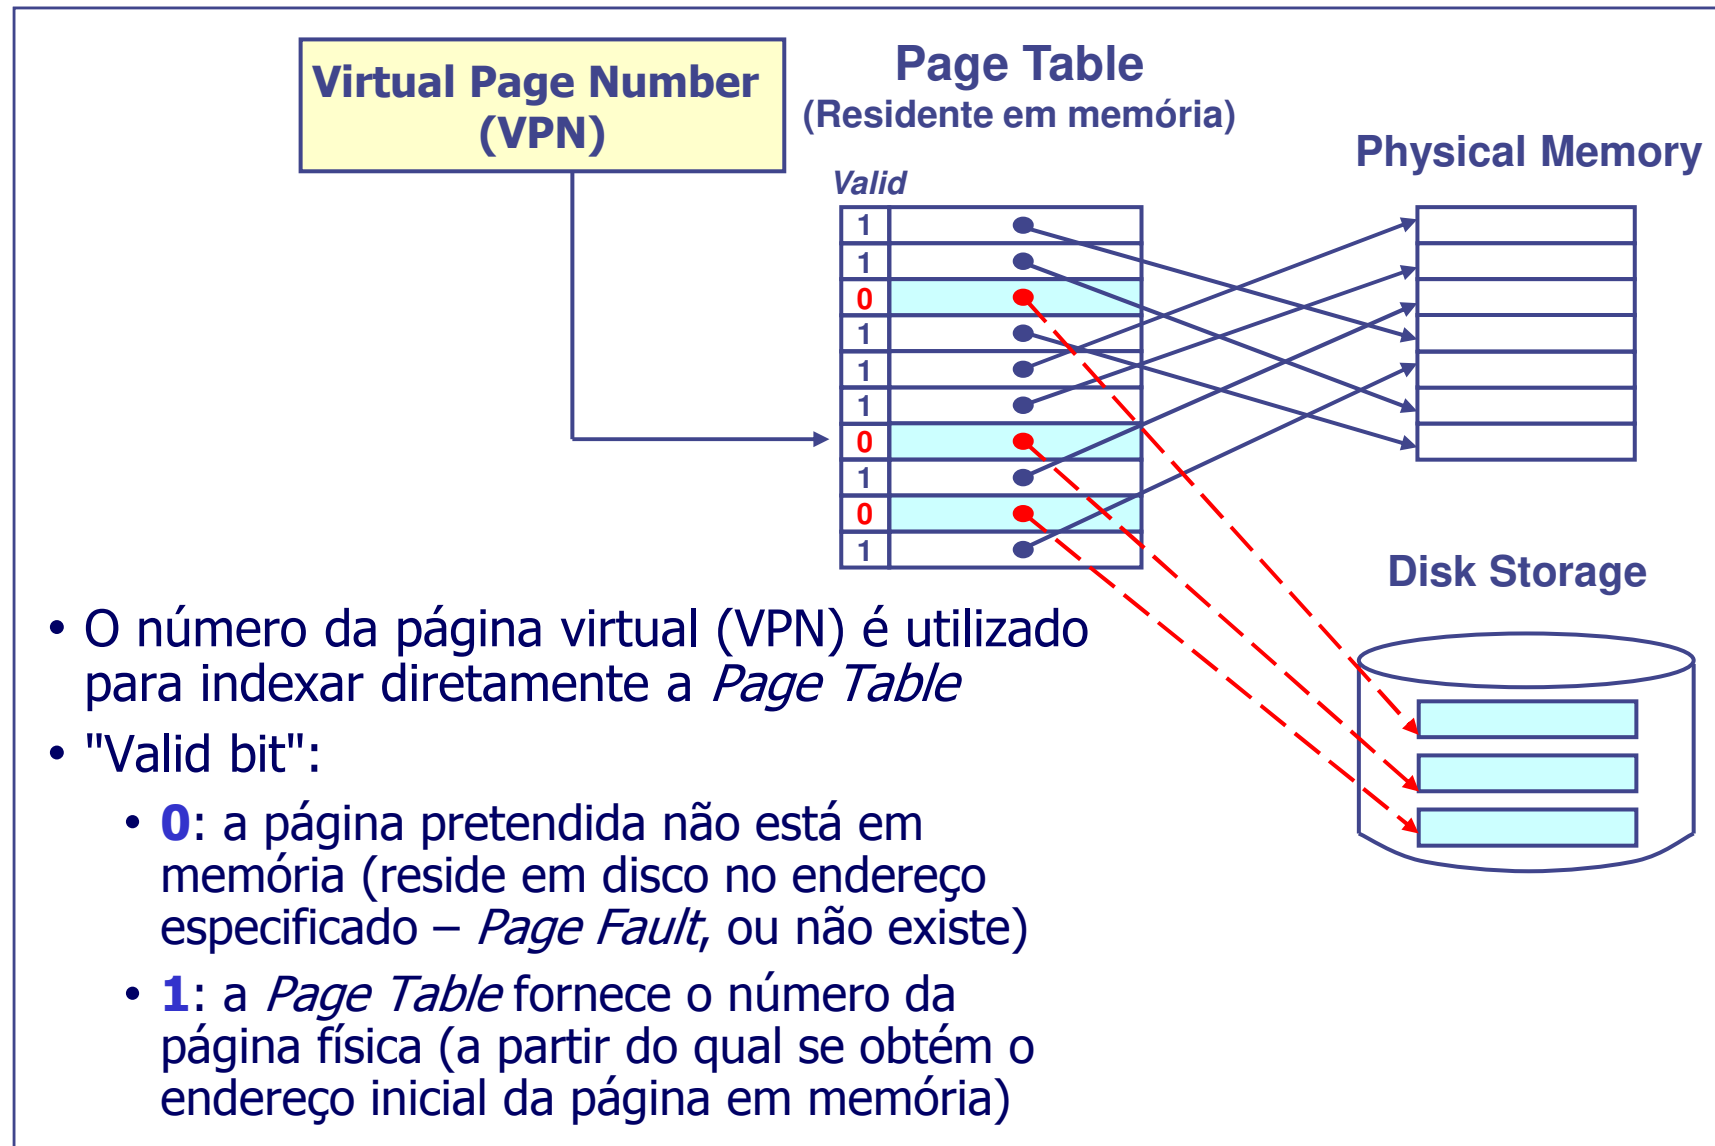 Virtual Page Number
(VPN)
Page Table
(Residente em memória)
Physical Memory
Valid
1
1
0
1
1
1
0
1
0
1
Disk Storage
• O número da página virtual (VPN) é utilizado
para indexar diretamente a Page Table
• "Valid bit":
• 0: a página pretendida não está em
memória (reside em disco no endereço
especificado – Page Fault, ou não existe)
• 1: a Page Table fornece o número da
página física (a partir do qual se obtém o
endereço inicial da página em memória)